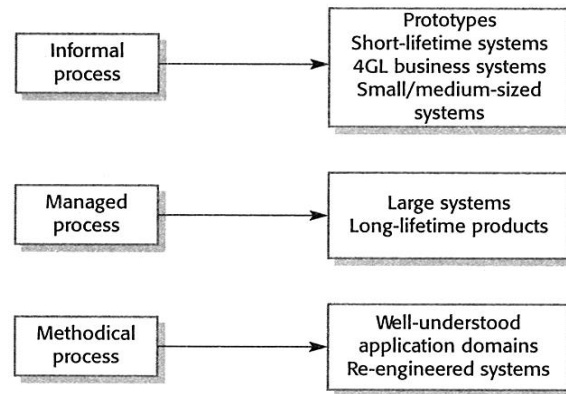 Informal
process
Prototypes
Short-lifetime systems
4GL business systems
Small/medium-sized
systems
Managed
process
Large systems
Long-lifetime products
Methodical
process
Well-understood
application domains
Re-engineered systems